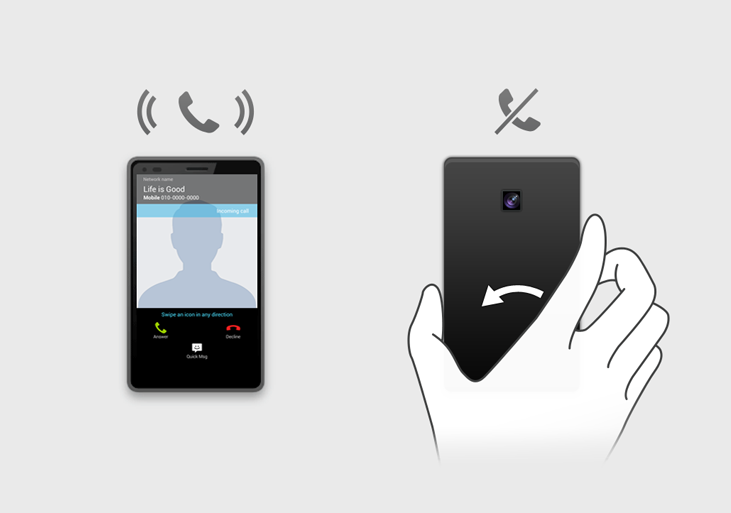 Network name
Life is Good
Mobile 010-0000-0000
Incoming call
Swipe an icon in any direction
Answer
Decline
Quick Msg